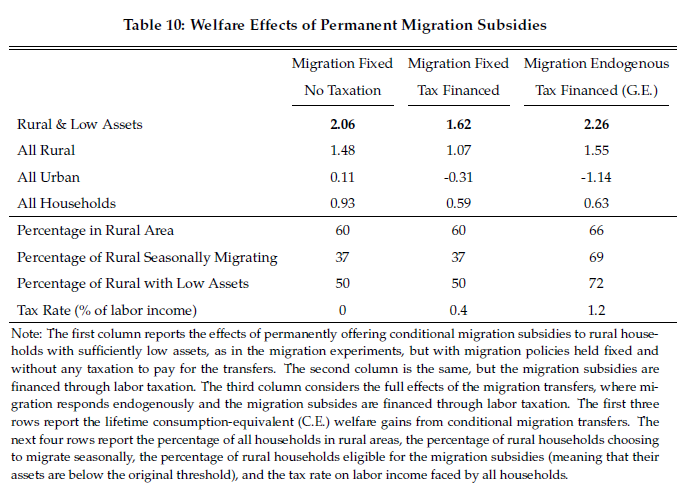 Table 10: Welfare Effects of Permanent Migration Subsidies
Migration Fixed Migration Fixed Migration Endogenous
No Taxation Tax Financed Tax Financed (G.E.)
Rural & Low Assets 2.06 1.62 2.26
All Rural 1.48 1.07 1.55
All Urban 0.11 -0.31 -1.14
All Households 0.93 0.59 0.63
Percentage in Rural Area 60 60 66
Percentage of Rural Seasonally Migrating 37 37 69
Percentage of Rural with Low Assets 50 50 72
Tax Rate (% of labor income) 0 0.4 1.2
Note: The first column reports the effects of permanently offering conditional migration subsidies to rural house-
holds with sufficiently low assets, as in the migration experiments, but with migration policies held fixed and
without any taxation to pay for the transfers. The second column is the same, but the migration subsidies are
financed through labor taxation. The third column considers the full effects of the migration transfers, where mi-
gration responds endogenously and the migration subsides are financed through labor taxation. The first three
rows report the lifetime consumption-equivalent (C.E.) welfare gains from conditional migration transfers. The
next four rows report the percentage of all households in rural areas, the percentage of rural households choosing
to migrate seasonally, the percentage of rural households eligible for the migration subsidies (meaning that their
assets are below the original threshold), and the tax rate on labor income faced by all households.